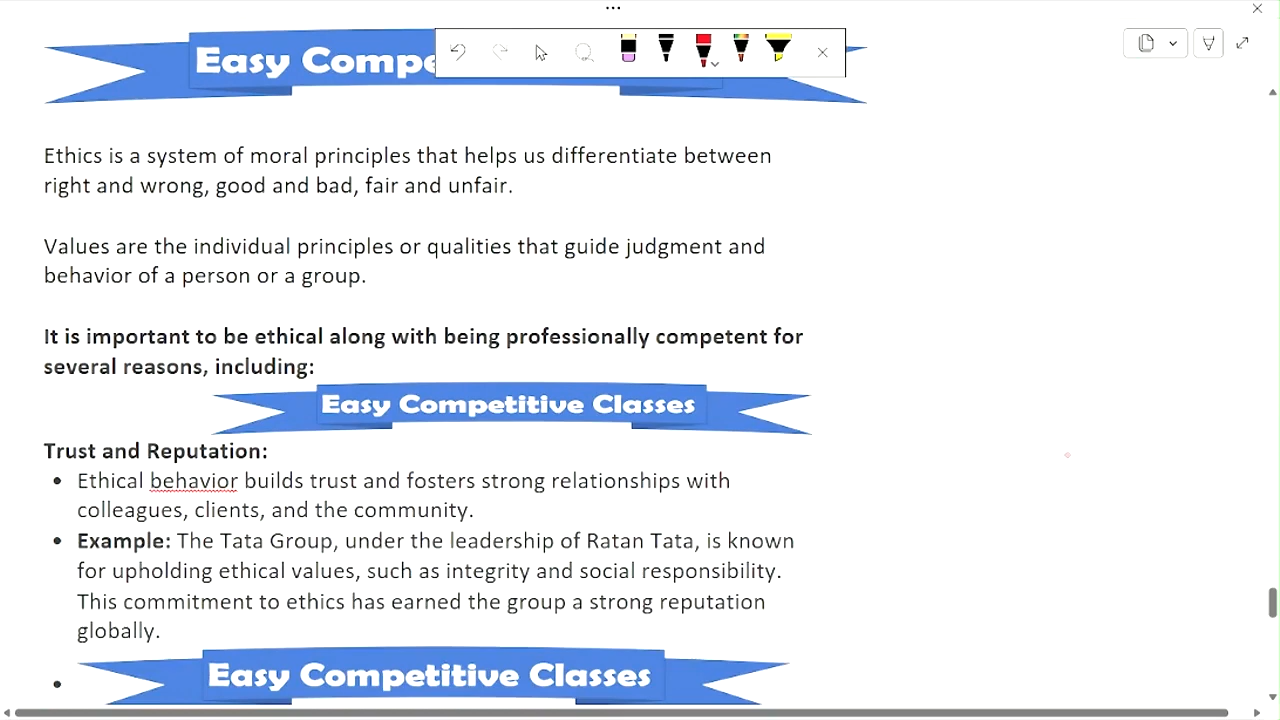 Easy Compe
Ethics is a system of moral principles that helps us differentiate between
right and wrong, good and bad, fair and unfair.
Values are the individual principles or qualities that guide judgment and
behavior of a person or a group.
It is important to be ethical along with being professionally competent for
several reasons, including:
Easy Competitive Classes
Trust and Reputation:
• Ethical behavior builds trust and fosters strong relationships with
colleagues, clients, and the community.
• Example: The Tata Group, under the leadership of Ratan Tata, is known
for upholding ethical values, such as integrity and social responsibility.
This commitment to ethics has earned the group a strong reputation
globally.
• Easy Competitive Classes